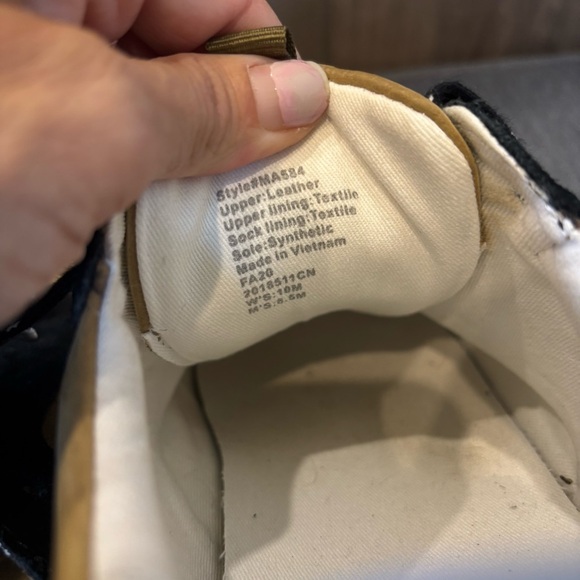 Style#MA584
Upper:Leather
Upper lining:Textile
Sock lining:Textile
Sole:Synthetic
Made in Vietnam
FA20
2018511CN
W'S:10M
M'S:8.5M